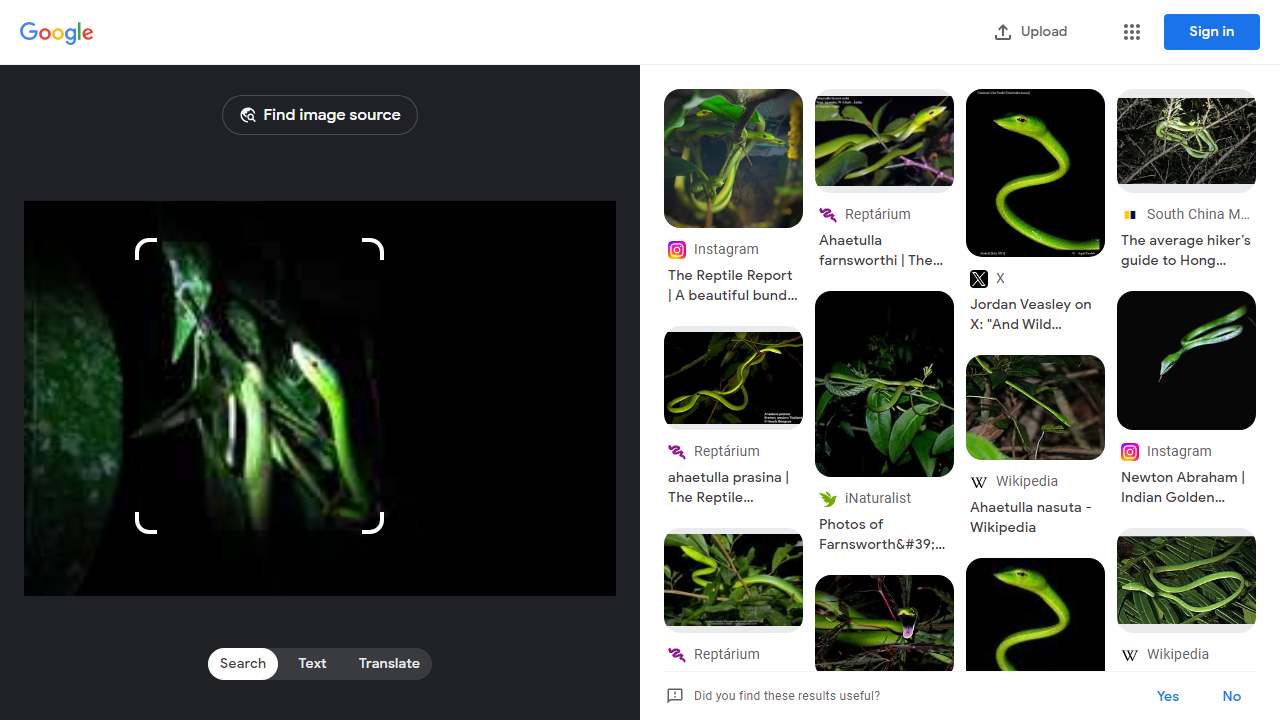 Google
Upload
Sign in
Find image source
Search
Text
Translate
Instagram
The Reptile Report
| A beautiful bund...
Reptárium
ahaetulla prasina |
The Reptile...
Reptárium
Reptárium
Ahaetulla
farnsworthi | The...
iNaturalist
Photos of
Farnsworth&#39;...
X
Jordan Veasley on
X: "And Wild...
Wikipedia
Ahaetulla nasuta -
Wikipedia
South China M...
The average hiker's
guide to Hong...
Instagram
Newton Abraham |
Indian Golden...
Wikipedia
Did you find these results useful?
Yes
No